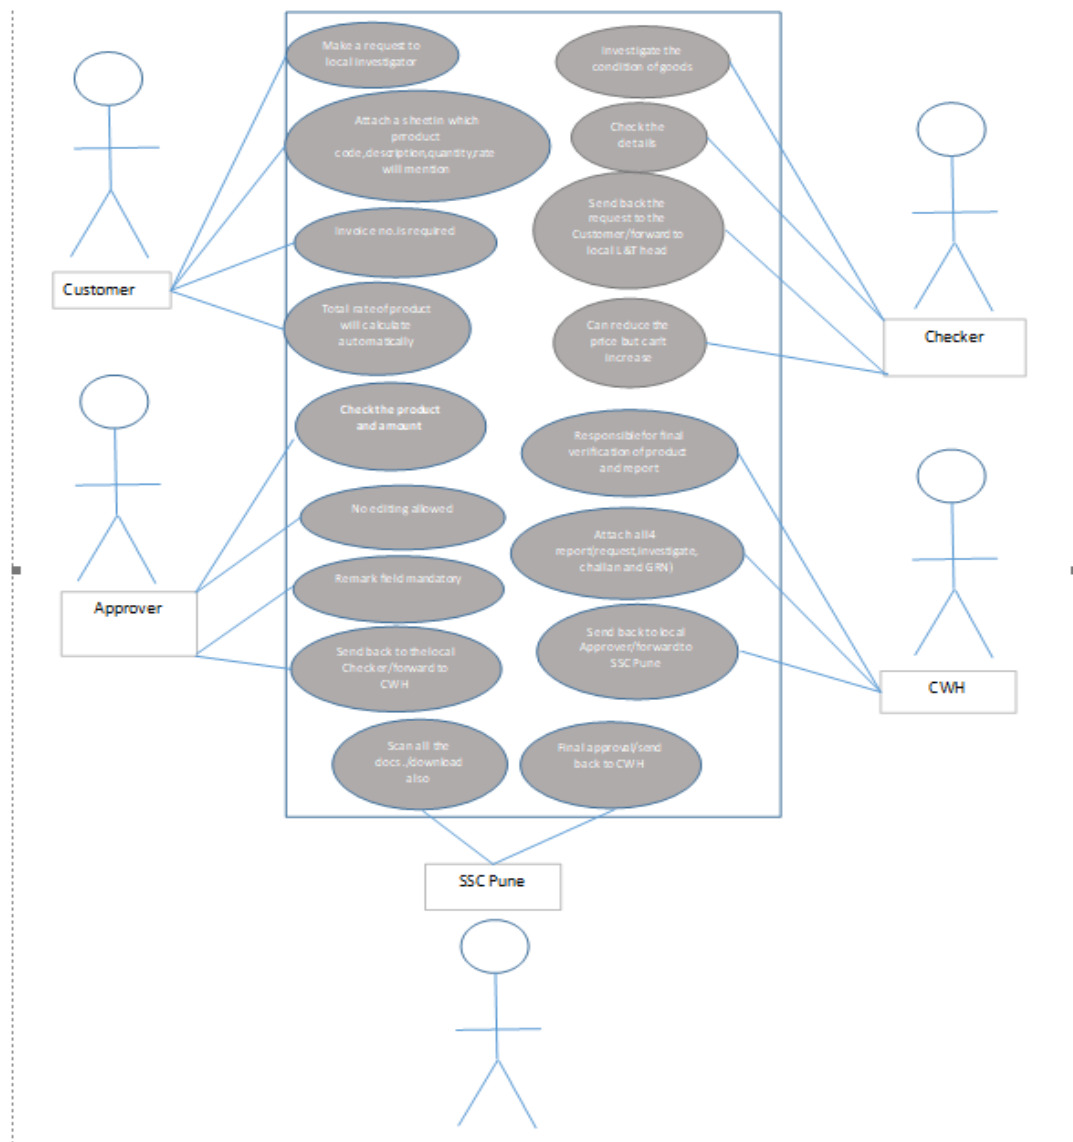 Make a request to
local investigator
Attach a sheet in which
prroduct
code,description,quantity,rate
will mention
Invoice no. is required
Total rate of product
will calculate
automatically
Customer
Check the product
and amount
No editing allowed
Remark field mandatory
Send back to the local
Checker/forward to
CWH
Approver
Investigate the
condition of goods
Check the
details
Send back the
request to the
Customer/forward to
local L&T head
Can reduce the
price but can't
increase
Checker
Responsible for final
verification of product
and report
Attach all 4
report(request,investigate,
challan and GRN)
Send back to local
Approver/forward to
SSC Pune
CWH
Scan all the
docs ./download
also
Final approval/send
back to CWH
SSC Pune